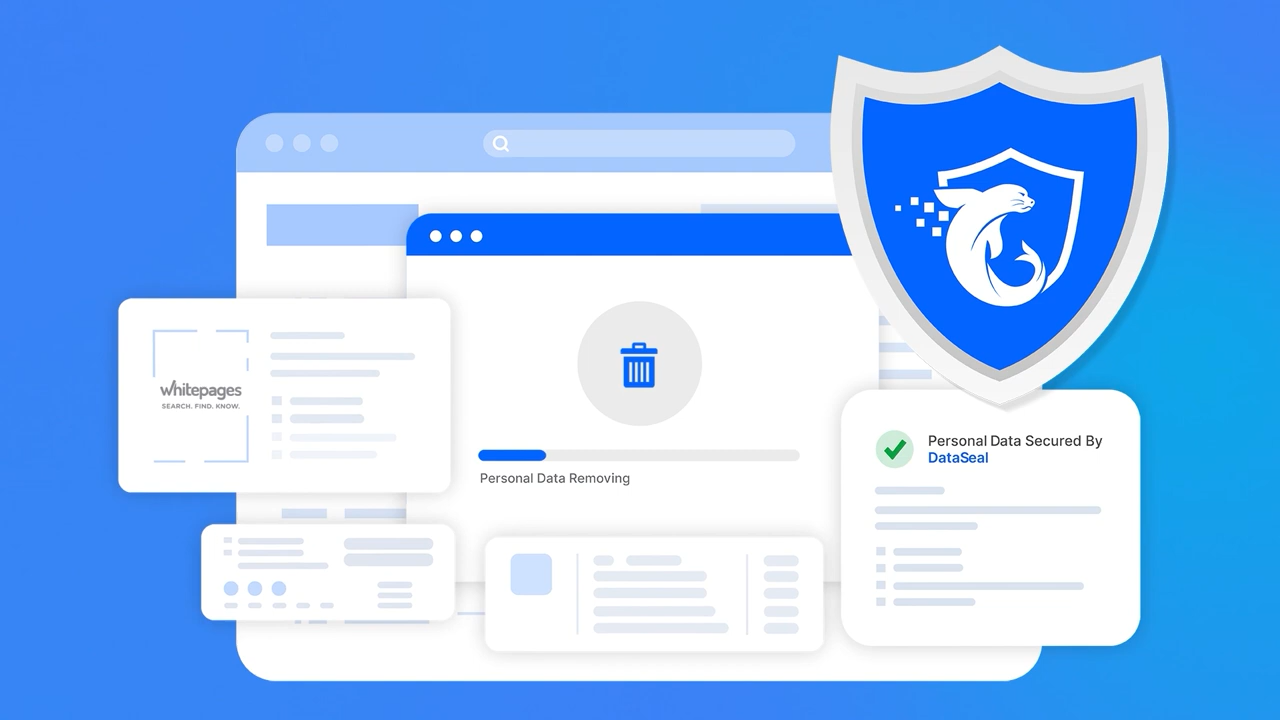 whitepages
SEARCH. FIND. KNOW.
Personal Data Removing
Personal Data Secured By
DataSeal